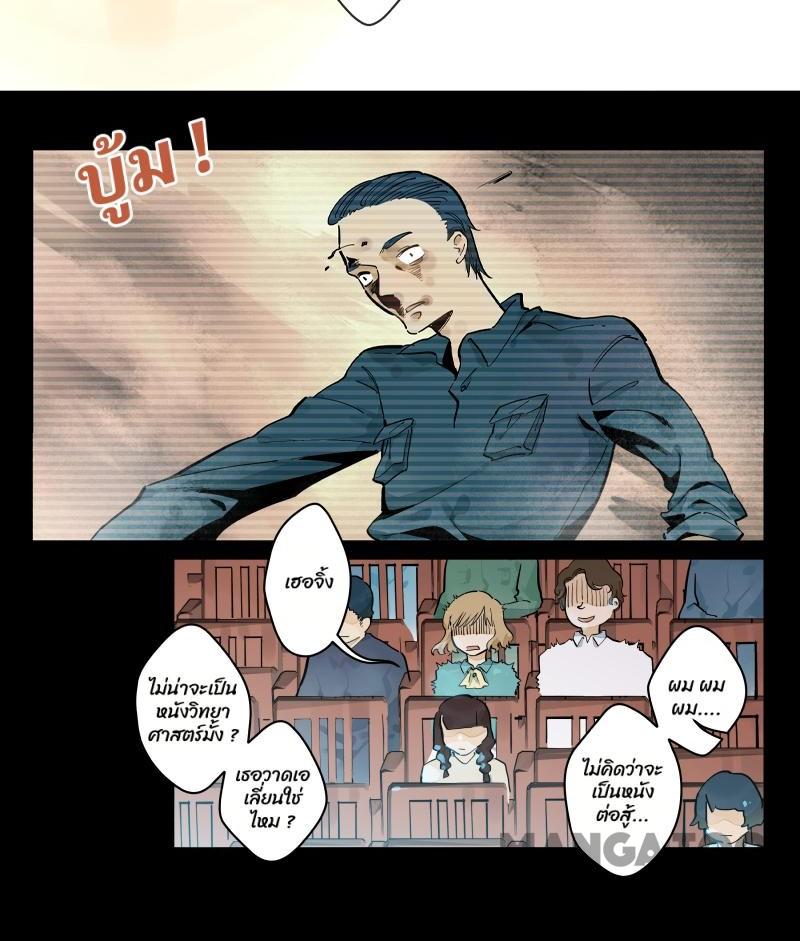 บู้ม !
เฮอจิ้ง
ไม่น่าจะเป็น
หนังวิทยา
ศาสตร์มั้ง ?
เธอวาดเอ
เลี่ยนใช่
ไหม ?
ผม ผม
ผม....
ไม่คิดว่าจะ
เป็นหนัง
ต่อสู้...
MANGATOON